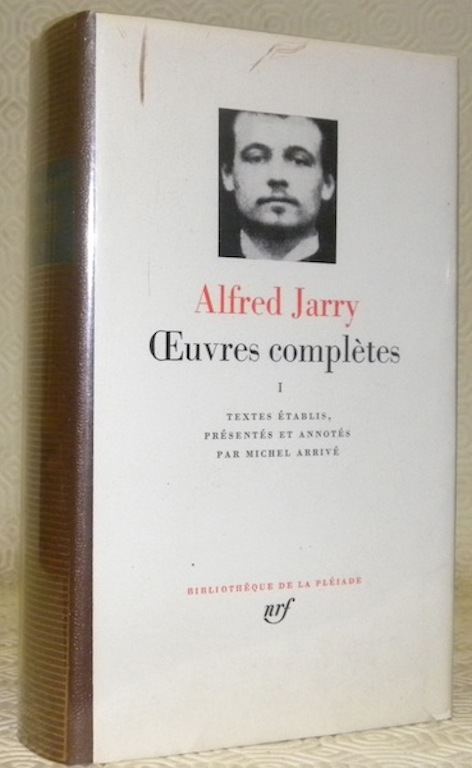 Alfred Jarry
Œuvres complètes
I
TEXTES ÉTABLIS,
PRÉSENTÉS ET ANNOTÉS
PAR MICHEL ARRIVÉ
BIBLIOTHÈQUE DE LA PLÉIADE
nrf